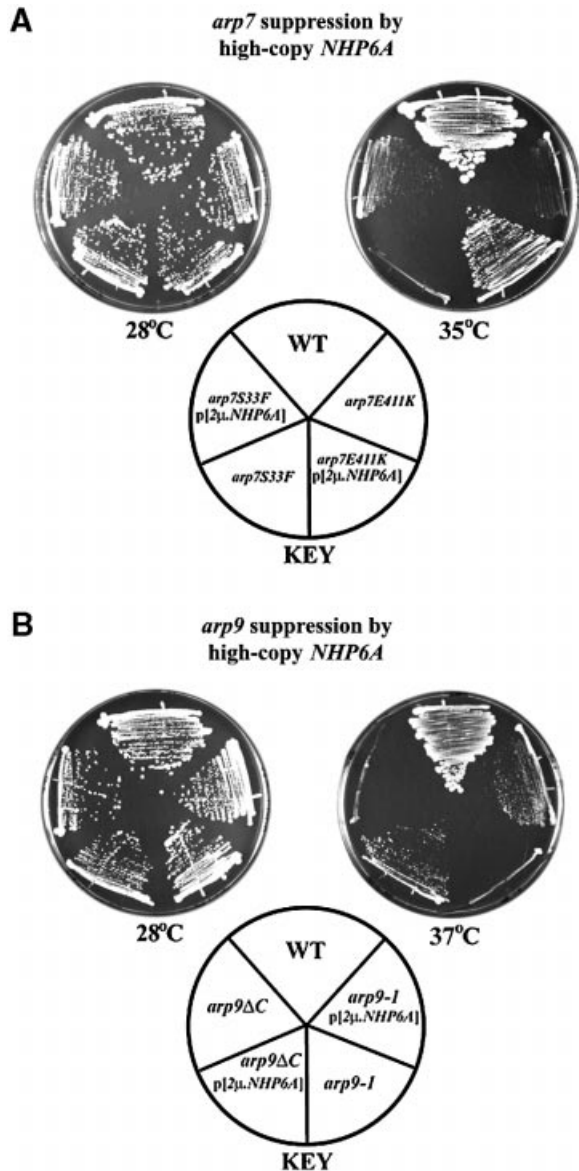 A
arp7 suppression by
high-copy NHP6A
28°C
35°C
WT
arp7S33F
p[2μ.NHP6A]
arp7E411K
arp7S33F
arp7E411K
p[2μ.NHP6A]
KEY
B
arp9 suppression by
high-copy NHP6A
28°C
37°C
WT
arp9ΔC
arp9-1
p[2μ.NHP6A]
arp9ΔC
p[2μ.NHP6A]
arp9-1
KEY